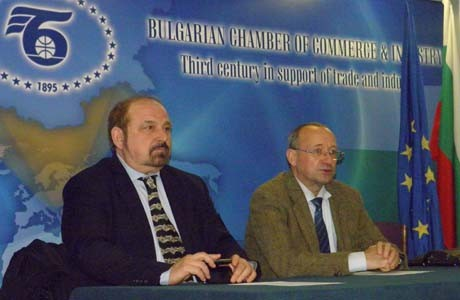 1895
BULGARIAN CHAMBER OF COMMERCE & INDUSTRY
Third century in support of trade and indu